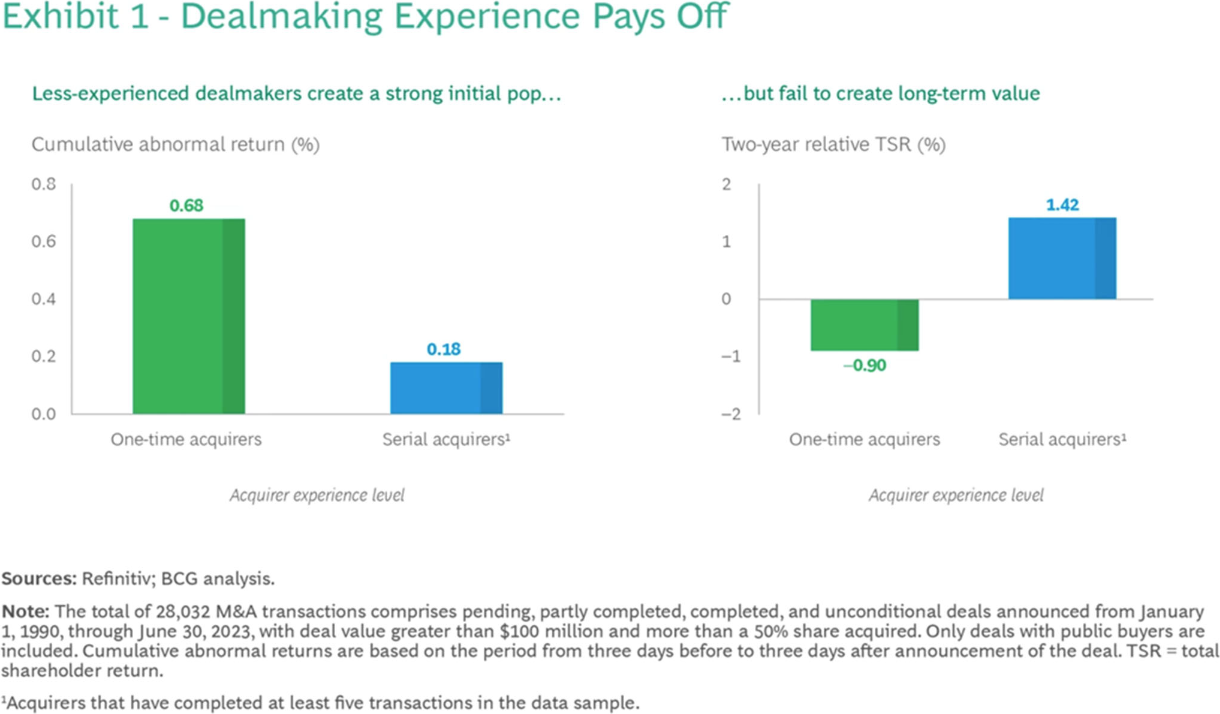 Exhibit 1 - Dealmaking Experience Pays Off
Less-experienced dealmakers create a strong initial pop…
Cumulative abnormal return (%)
0.8
0.6
0.4
0.2
0.0
0.68
0.18
One-time acquirers
Serial acquirers¹
Acquirer experience level
…but fail to create long-term value
Two-year relative TSR (%)
2
1
0
−1
−2
−0.90
1.42
One-time acquirers
Serial acquirers¹
Acquirer experience level
Sources: Refinitiv; BCG analysis.
Note: The total of 28,032 M&A transactions comprises pending, partly completed, completed, and unconditional deals announced from January
1, 1990, through June 30, 2023, with deal value greater than $100 million and more than a 50% share acquired. Only deals with public buyers are
included. Cumulative abnormal returns are based on the period from three days before to three days after announcement of the deal. TSR = total
shareholder return.
¹Acquirers that have completed at least five transactions in the data sample.